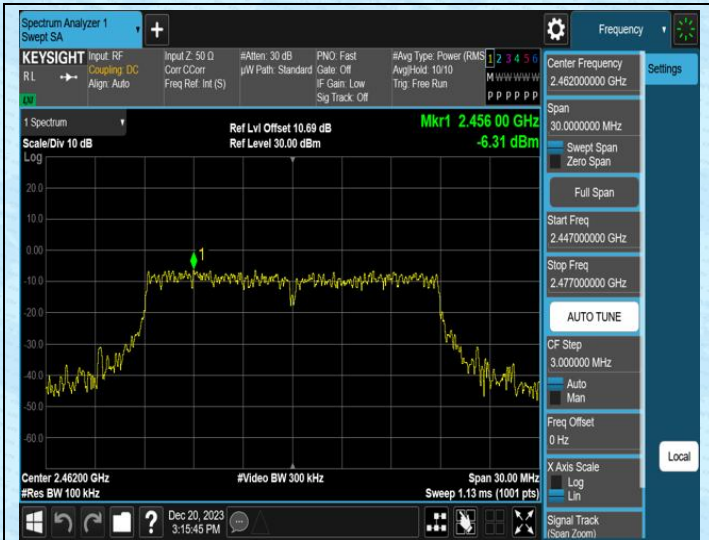 Spectrum Analyzer 1
Swept SA
+
Frequency
KEYSIGHT
RL
Input: RF
Coupling: DC
Align: Auto
Input Z: 50 Ω
Corr CCorr
Freq Ref: Int (S)
#Atten: 30 dB
µW Path: Standard
PNO: Fast
Gate: Off
IF Gain: Low
Sig Track: Off
#Avg Type: Power (RMS
Avg|Hold: 10/10
Trig: Free Run
1 2 3 4 5 6
M W W W W W
P P P P P P
Center Frequency
2.462000000 GHz
Settings
1 Spectrum
Scale/Div 10 dB
Log
Ref Lvl Offset 10.69 dB
Ref Level 30.00 dBm
Mkr1 2.456 00 GHz
-6.31 dBm
Span
30.0000000 MHz
Swept Span
Zero Span
Full Span
Start Freq
2.447000000 GHz
Stop Freq
2.477000000 GHz
AUTO TUNE
CF Step
3.000000 MHz
Auto
Man
Freq Offset
0 Hz
X Axis Scale
Log
Lin
Signal Track
(Span Zoom)
Local
20.0
10.0
0.00
-10.0
-20.0
-30.0
-40.0
-50.0
-60.0
1
Center 2.46200 GHz
#Res BW 100 kHz
#Video BW 300 kHz
Span 30.00 MHz
Sweep 1.13 ms (1001 pts)
?
Dec 20, 2023
3:15:45 PM